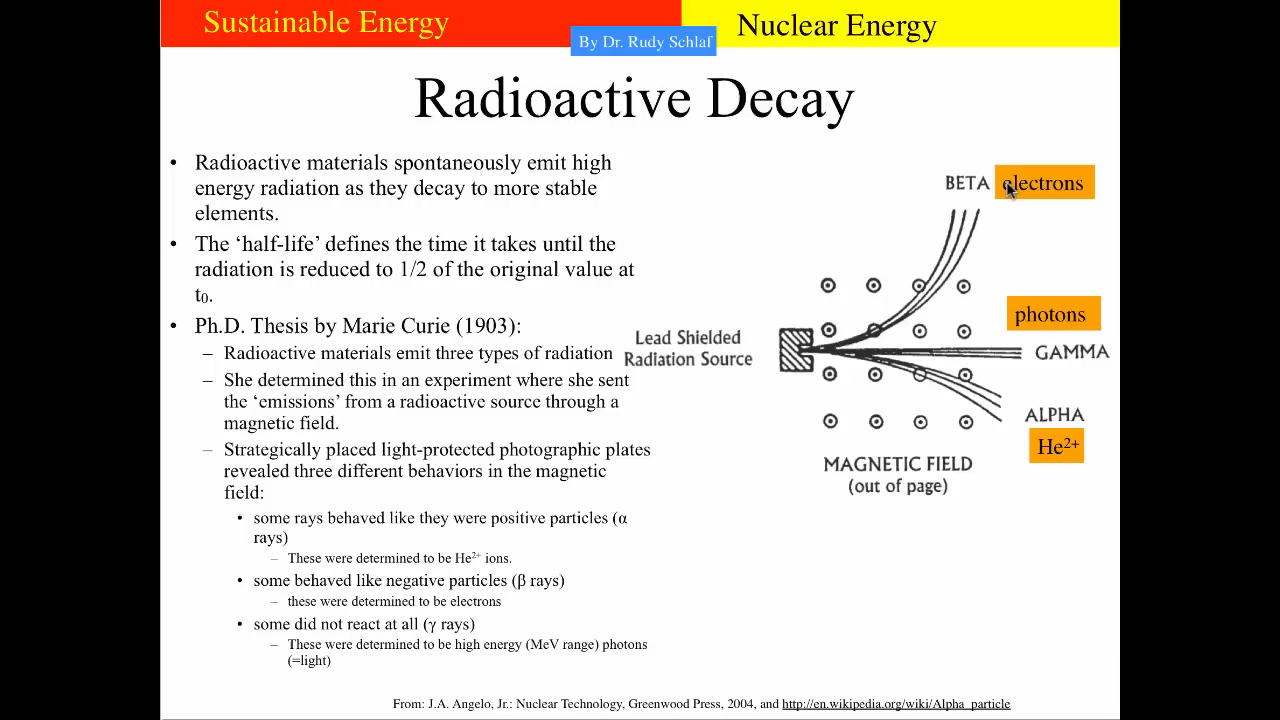 Sustainable Energy
Nuclear Energy
By Dr. Rudy Schlaf
Radioactive Decay
• Radioactive materials spontaneously emit high
energy radiation as they decay to more stable
elements.
• The ‘half-life’ defines the time it takes until the
radiation is reduced to 1/2 of the original value at
t₀.
• Ph.D. Thesis by Marie Curie (1903):
– Radioactive materials emit three types of radiation
– She determined this in an experiment where she sent
the ‘emissions’ from a radioactive source through a
magnetic field.
– Strategically placed light-protected photographic plates
revealed three different behaviors in the magnetic
field:
• some rays behaved like they were positive particles (α
rays)
– These were determined to be He²⁺ ions.
• some behaved like negative particles (β rays)
– these were determined to be electrons
• some did not react at all (γ rays)
– These were determined to be high energy (MeV range) photons
(=light)
BETA electrons
photons
Lead Shielded
Radiation Source
GAMMA
ALPHA
He²⁺
MAGNETIC FIELD
(out of page)
From: J.A. Angelo, Jr.: Nuclear Technology, Greenwood Press, 2004, and http://en.wikipedia.org/wiki/Alpha_particle